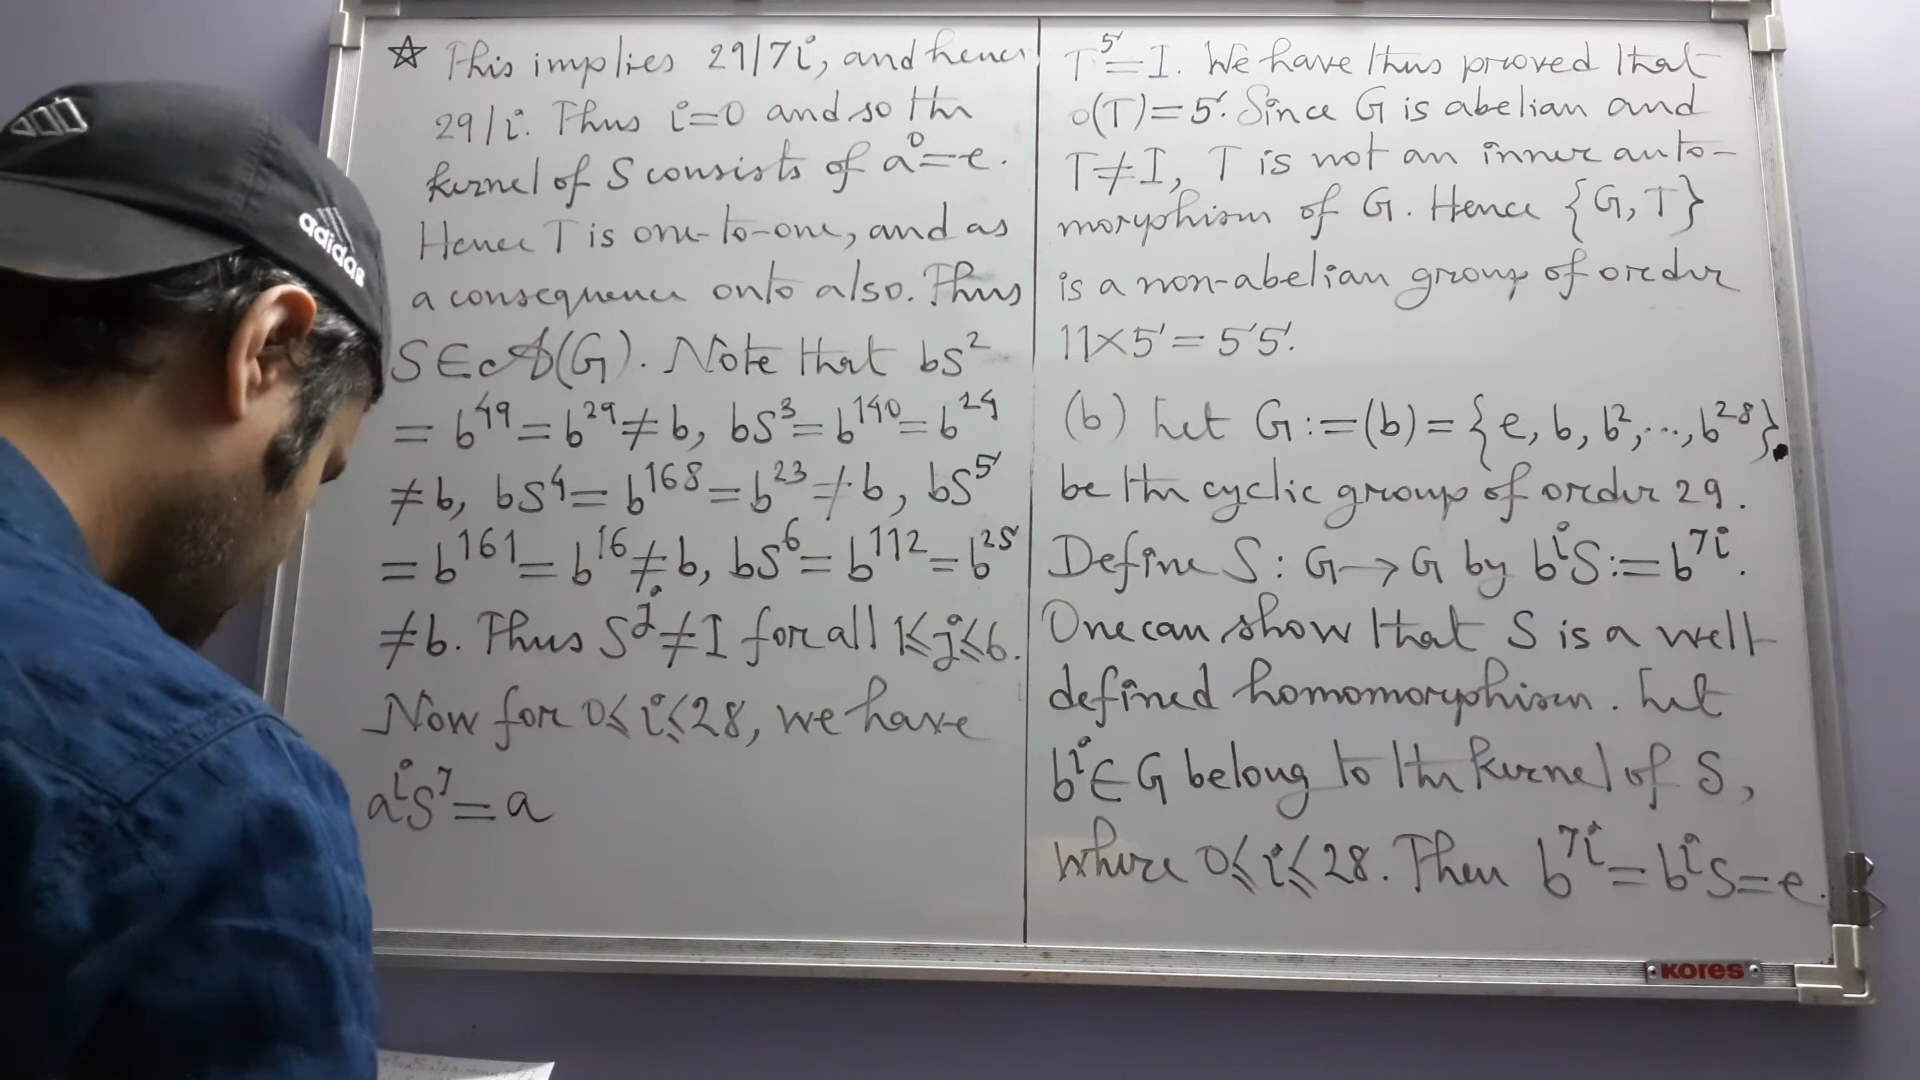 ☆ This implies 29/7i, and hence
29/i. Thus i=0 and so the
kernel of S consists of a⁰=e.
Hence T is one-to-one, and as
a consequence onto also. Thus
S∈𝒜(G). Note that bS²
=b⁴⁹=b²⁹≠b, bS³=b¹⁴⁰=b²⁴
≠b, bS⁴=b¹⁶⁸=b²³≠b, bS⁵
=b¹⁶¹=b¹⁶≠b, bS⁶=b¹¹²=b²⁵
≠b. Thus Sʲ≠I for all 1≤j≤6.
Now for 0≤i≤28, we have
aⁱS⁷=a
T⁵=I. We have thus proved that
o(T)=5. Since G is abelian and
T≠I, T is not an inner auto-
morphism of G. Hence {G,T}
is a non-abelian group of order
11×5=55.
(b) Let G:=(b)={e, b, b²,..., b²⁸}
be the cyclic group of order 29.
Define S: G→G by bⁱS:=b⁷ⁱ.
One can show that S is a well
defined homomorphism. Let
bⁱ∈G belong to the kernel of S,
where 0≤i≤28. Then b⁷ⁱ=bⁱS=e.
adidas
KORES